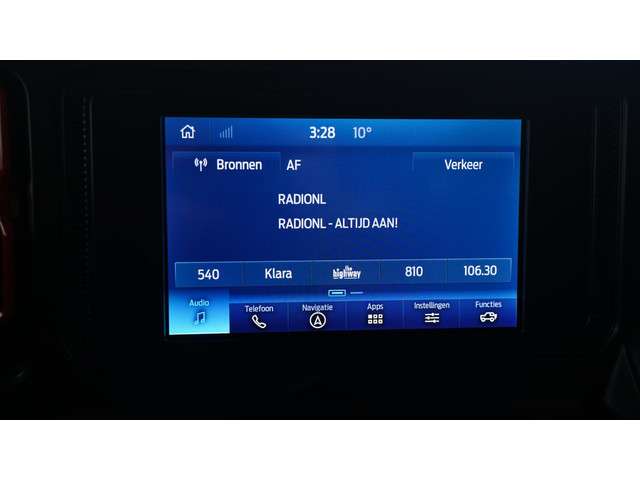 3:28 10°
Bronnen AF Verkeer
RADIONL
RADIONL - ALTIJD AAN!
540 Klara the highway 810 106.30
Audio Telefoon Navigatie Apps Instellingen Functies